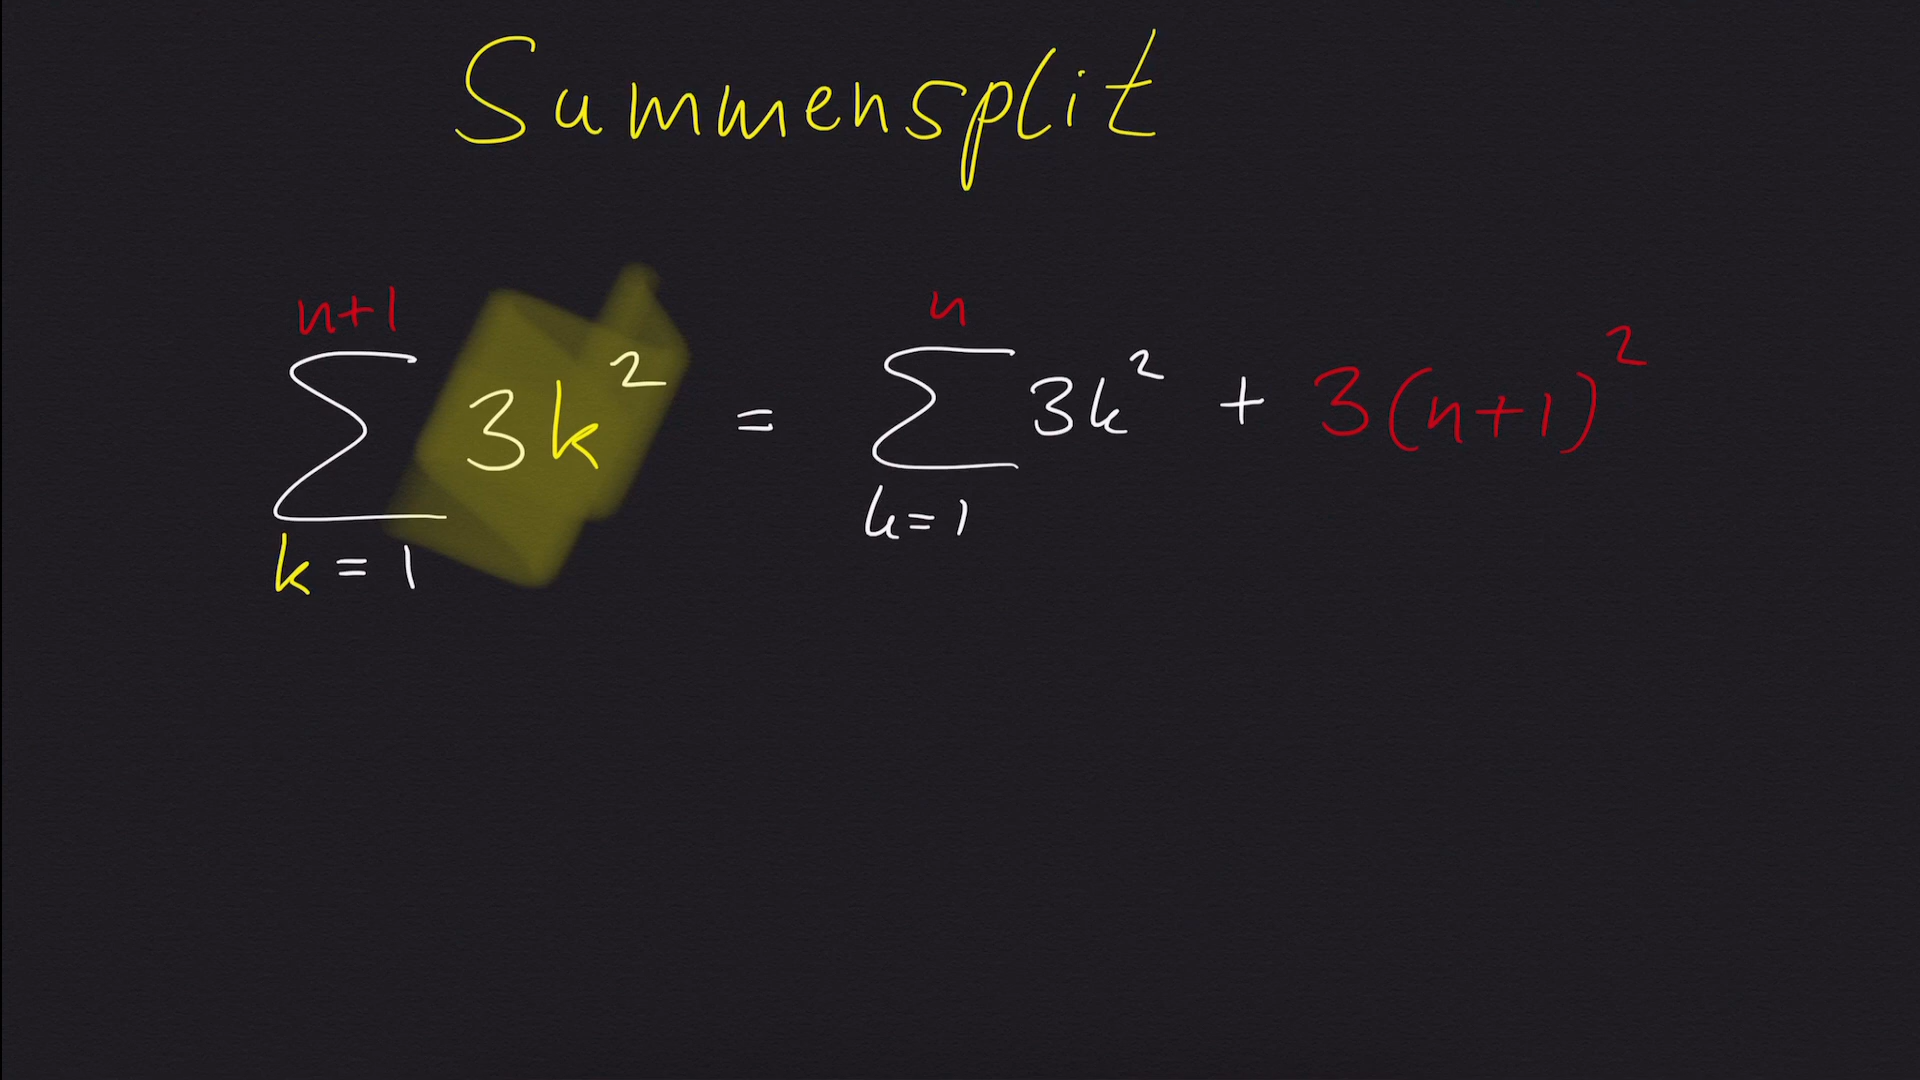 Summensplit
n+1 n
∑ 3k² = ∑ 3k² + 3(n+1)²
k = 1 k=1